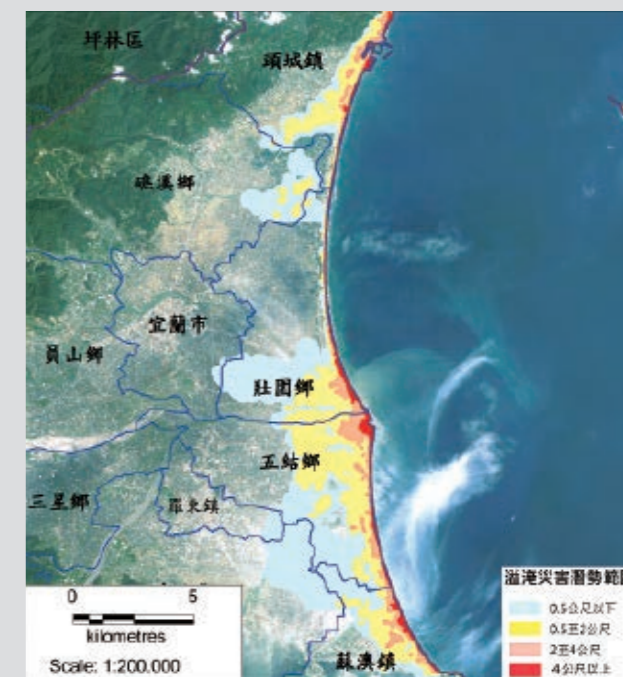 坪林區
頭城鎮
礁溪鄉
宜蘭市
員山鄉
壯圍鄉
五結鄉
三星鄉
羅東鎮
蘇澳鎮
0 5
kilometres
Scale: 1:200.000
溢淹災害潛勢範圍
0.5公尺以下
0.5至2公尺
2至4公尺
4公尺以上